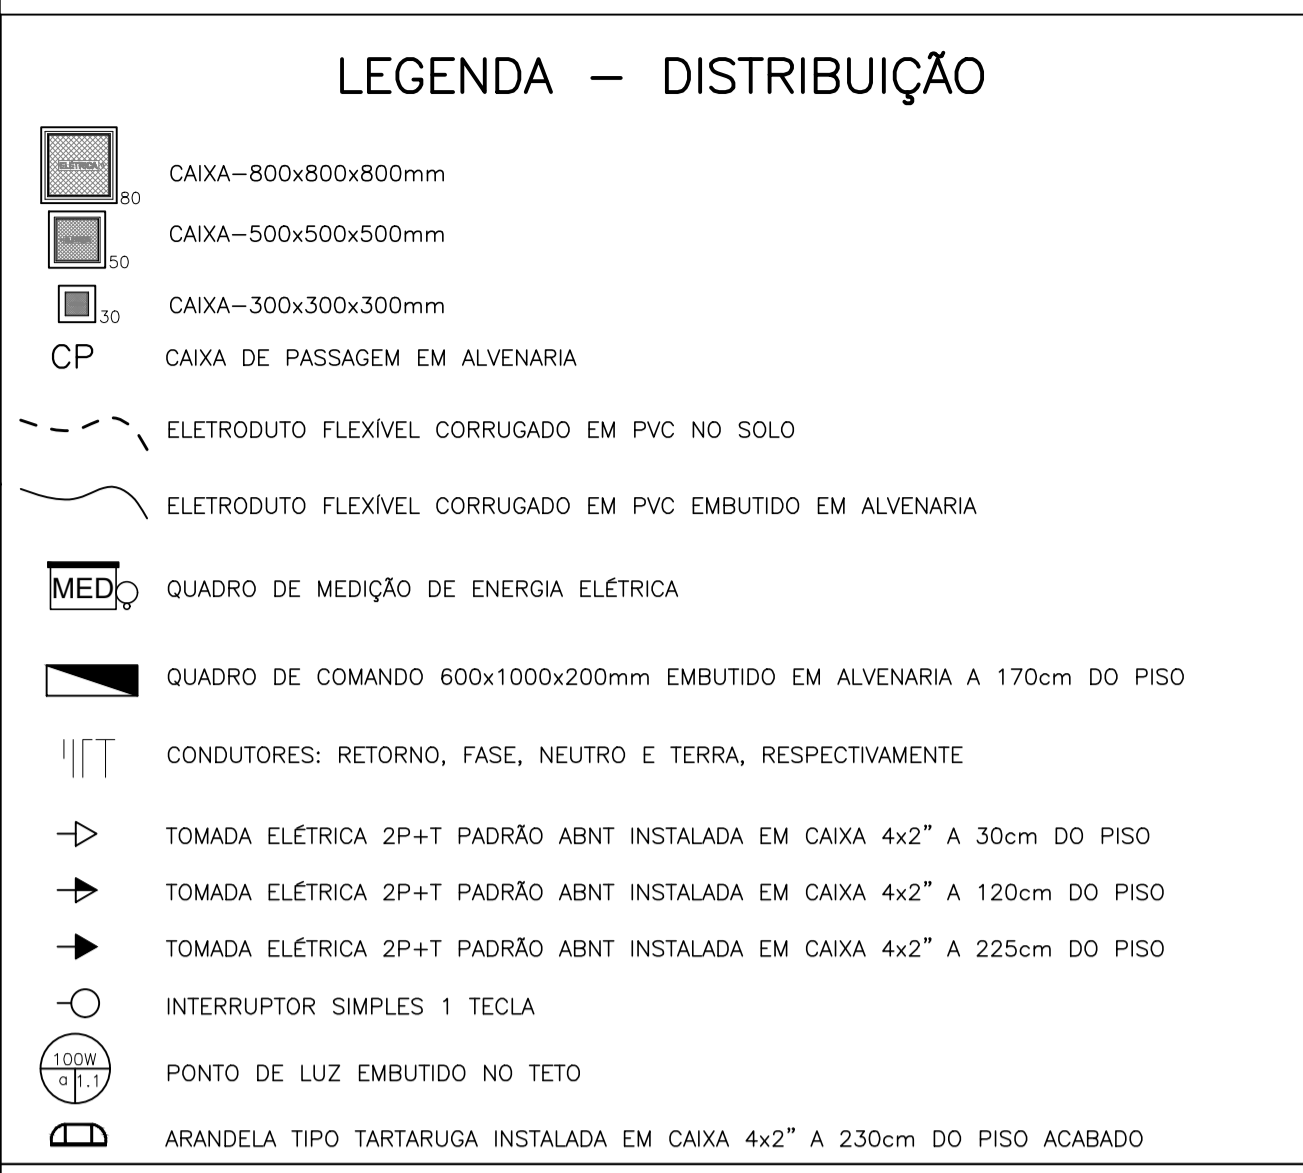 LEGENDA – DISTRIBUIÇÃO
ELÉTRICA
80
CAIXA–800x800x800mm
50
CAIXA–500x500x500mm
30
CAIXA–300x300x300mm
CP
CAIXA DE PASSAGEM EM ALVENARIA
ELETRODUTO FLEXÍVEL CORRUGADO EM PVC NO SOLO
ELETRODUTO FLEXÍVEL CORRUGADO EM PVC EMBUTIDO EM ALVENARIA
MED
QUADRO DE MEDIÇÃO DE ENERGIA ELÉTRICA
QUADRO DE COMANDO 600x1000x200mm EMBUTIDO EM ALVENARIA A 170cm DO PISO
CONDUTORES: RETORNO, FASE, NEUTRO E TERRA, RESPECTIVAMENTE
TOMADA ELÉTRICA 2P+T PADRÃO ABNT INSTALADA EM CAIXA 4x2” A 30cm DO PISO
TOMADA ELÉTRICA 2P+T PADRÃO ABNT INSTALADA EM CAIXA 4x2” A 120cm DO PISO
TOMADA ELÉTRICA 2P+T PADRÃO ABNT INSTALADA EM CAIXA 4x2” A 225cm DO PISO
INTERRUPTOR SIMPLES 1 TECLA
100W
a 1.1
PONTO DE LUZ EMBUTIDO NO TETO
ARANDELA TIPO TARTARUGA INSTALADA EM CAIXA 4x2” A 230cm DO PISO ACABADO